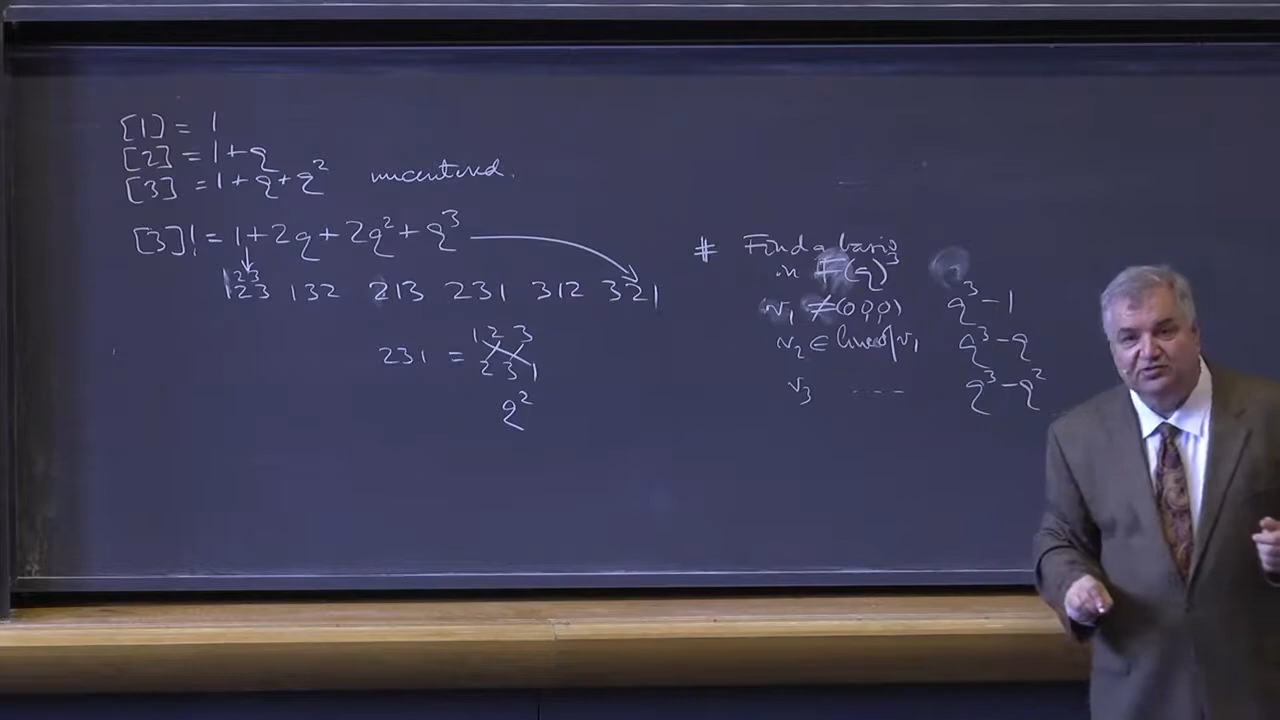 [1] = 1
[2] = 1+q
[3] = 1+q+q² uncentered.
[3]! = 1+2q+2q²+q³
123
123 132 213 231 312 321
231 = 123
231
q²
# Find a basis
in F(q)³
v₁ ≠(0,0,0) q³-1
v₂ ∈ line of v₁ q³-q
v₃ ---- q³-q²